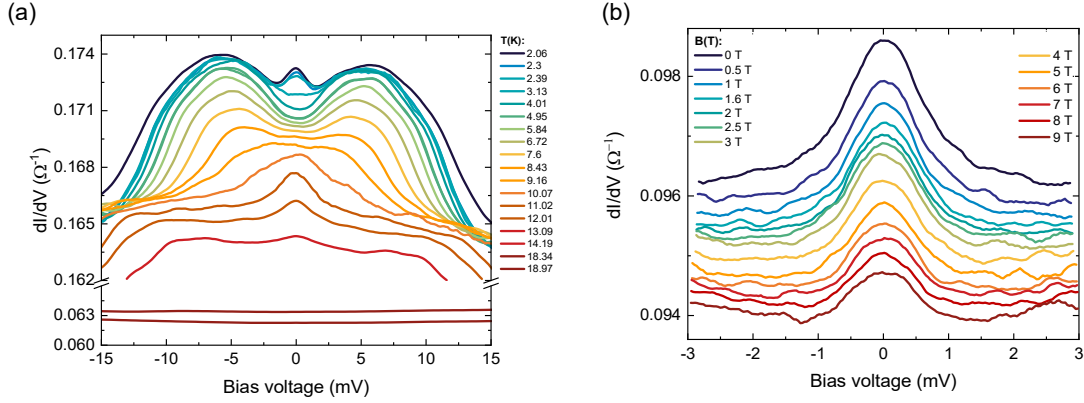 (a)
T(K):
2.06
2.3
2.39
3.13
4.01
4.95
5.84
6.72
7.6
8.43
9.16
10.07
11.02
12.01
13.09
14.19
18.34
18.97
0.174
0.171
0.168
0.165
0.162
0.063
0.060
dI/dV (Ω⁻¹)
-15 -10 -5 0 5 10 15
Bias voltage (mV)
(b)
B(T):
0 T
0.5 T
1 T
1.6 T
2 T
2.5 T
3 T
4 T
5 T
6 T
7 T
8 T
9 T
0.098
0.096
0.094
dI/dV (Ω⁻¹)
-3 -2 -1 0 1 2 3
Bias voltage (mV)